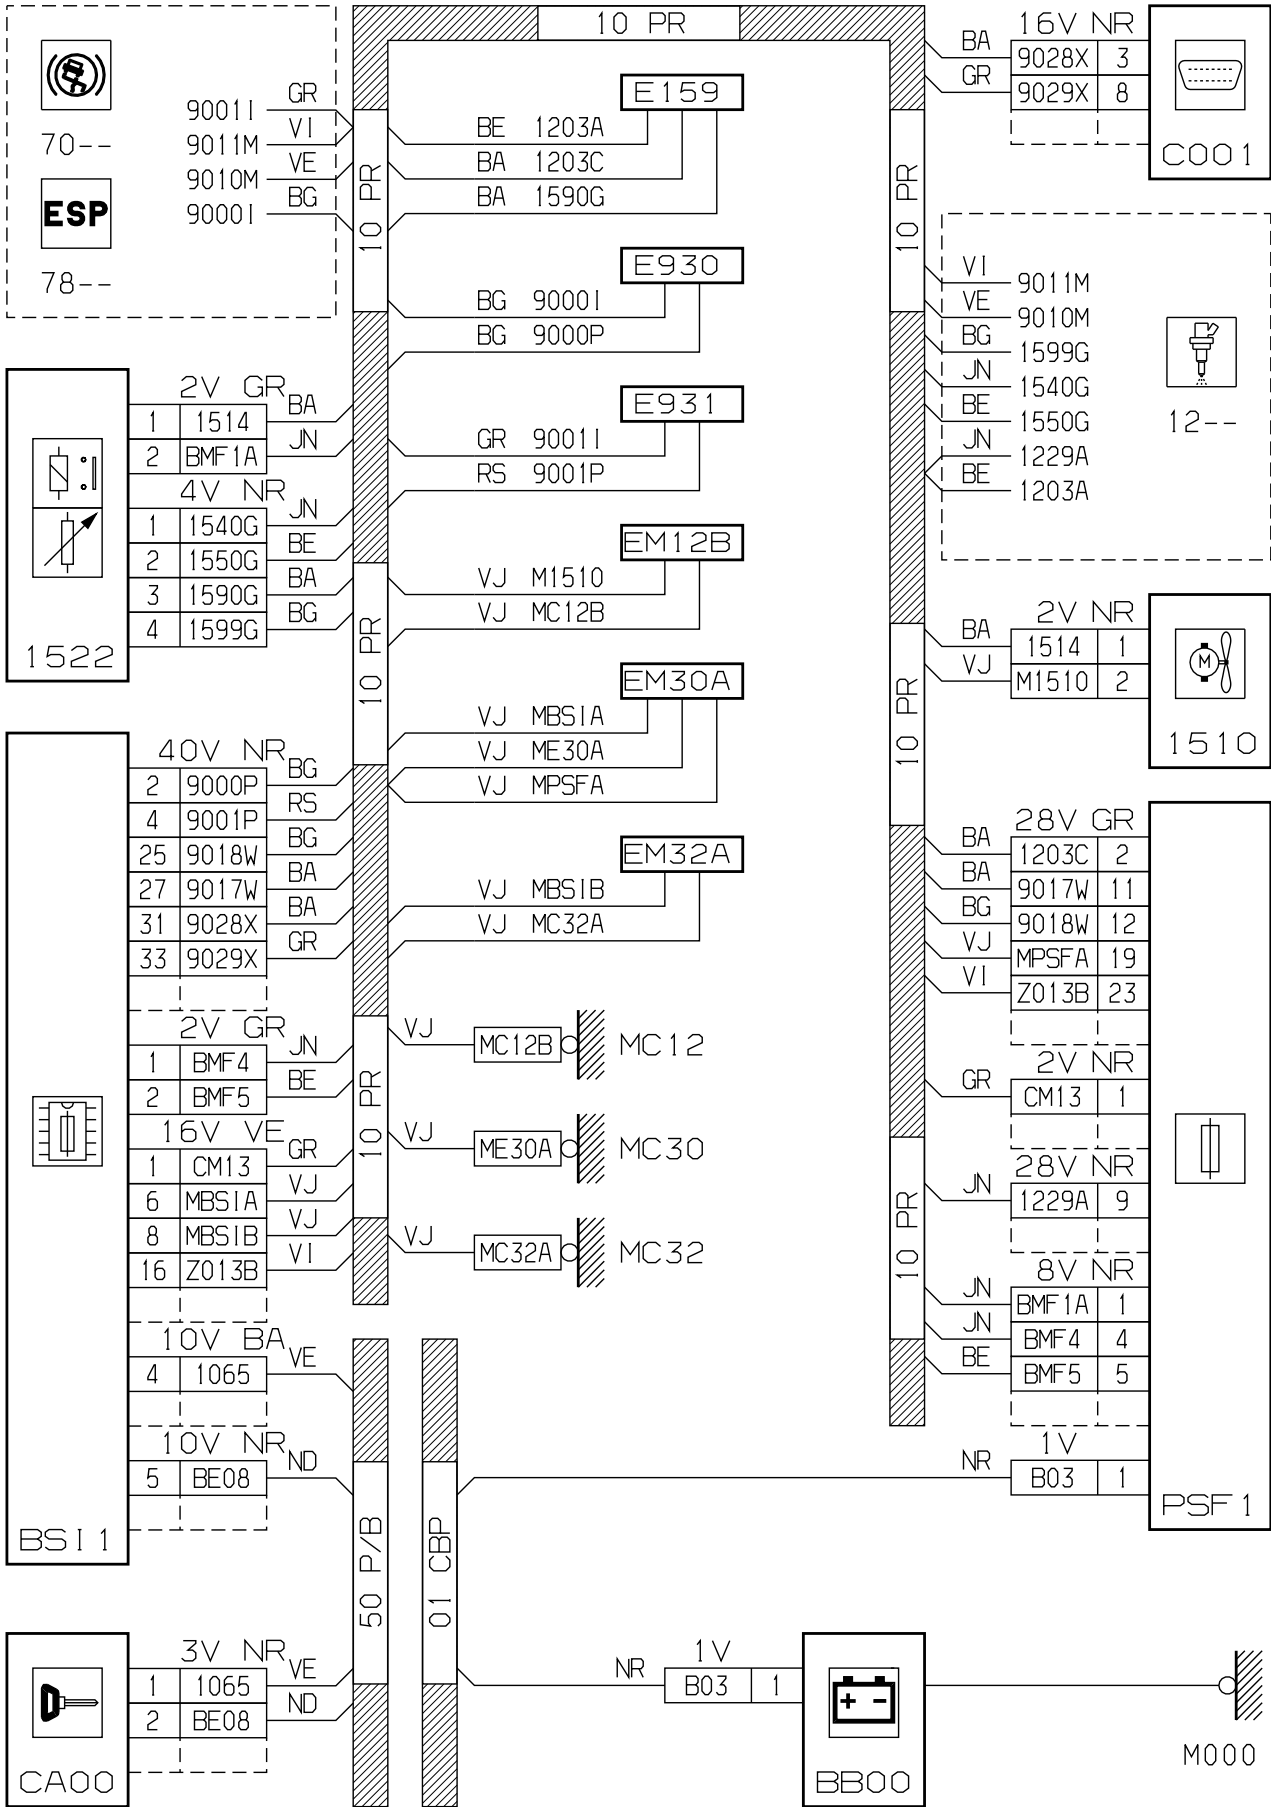 10 PR
70--
ESP
78--
9001I GR
9011M VI
9010M VE
9000I BG
10 PR
E159
BE 1203A
BA 1203C
BA 1590G
E930
BG 9000I
BG 9000P
E931
GR 9001I
RS 9001P
EM12B
VJ M1510
VJ MC12B
EM30A
VJ MBSIA
VJ ME30A
VJ MPSFA
EM32A
VJ MBSIB
VJ MC32A
10 PR
VJ MC12B MC12
VJ ME30A MC30
VJ MC32A MC32
10 PR
1522
2V GR
1 1514 BA
2 BMF1A JN
4V NR
1 1540G JN
2 1550G BE
3 1590G BA
4 1599G BG
BSI1
40V NR
2 9000P BG
4 9001P RS
25 9018W BG
27 9017W BA
31 9028X BA
33 9029X GR
2V GR
1 BMF4 JN
2 BMF5 BE
16V VE
1 CM13 GR
6 MBSIA VJ
8 MBSIB VJ
16 Z013B VI
10V BA
4 1065 VE
10V NR
5 BE08 ND
50 P/B
01 CBP
CA00
3V NR
1 1065 VE
2 BE08 ND
16V NR
BA 9028X 3
GR 9029X 8
C001
10 PR
VI 9011M
VE 9010M
BG 1599G
JN 1540G
BE 1550G
JN 1229A
BE 1203A
12--
10 PR
2V NR
BA 1514 1
VJ M1510 2
M
1510
28V GR
BA 1203C 2
BA 9017W 11
BG 9018W 12
VJ MPSFA 19
VI Z013B 23
2V NR
GR CM13 1
28V NR
JN 1229A 9
10 PR
8V NR
JN BMF1A 1
JN BMF4 4
BE BMF5 5
1V
NR B03 1
PSF1
1V
NR B03 1
+ -
BB00
M000